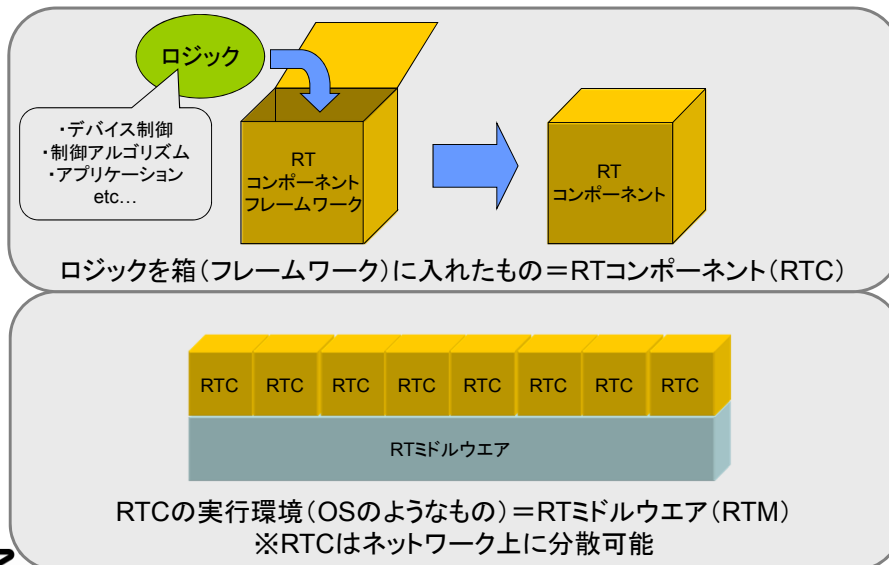 ロジック
・デバイス制御
・制御アルゴリズム
・アプリケーション
etc…
RT
コンポーネント
フレームワーク
RT
コンポーネント
ロジックを箱(フレームワーク)に入れたもの=RTコンポーネント(RTC)
RTC RTC RTC RTC RTC RTC RTC RTC
RTミドルウエア
RTCの実行環境(OSのようなもの)=RTミドルウエア(RTM)
※RTCはネットワーク上に分散可能